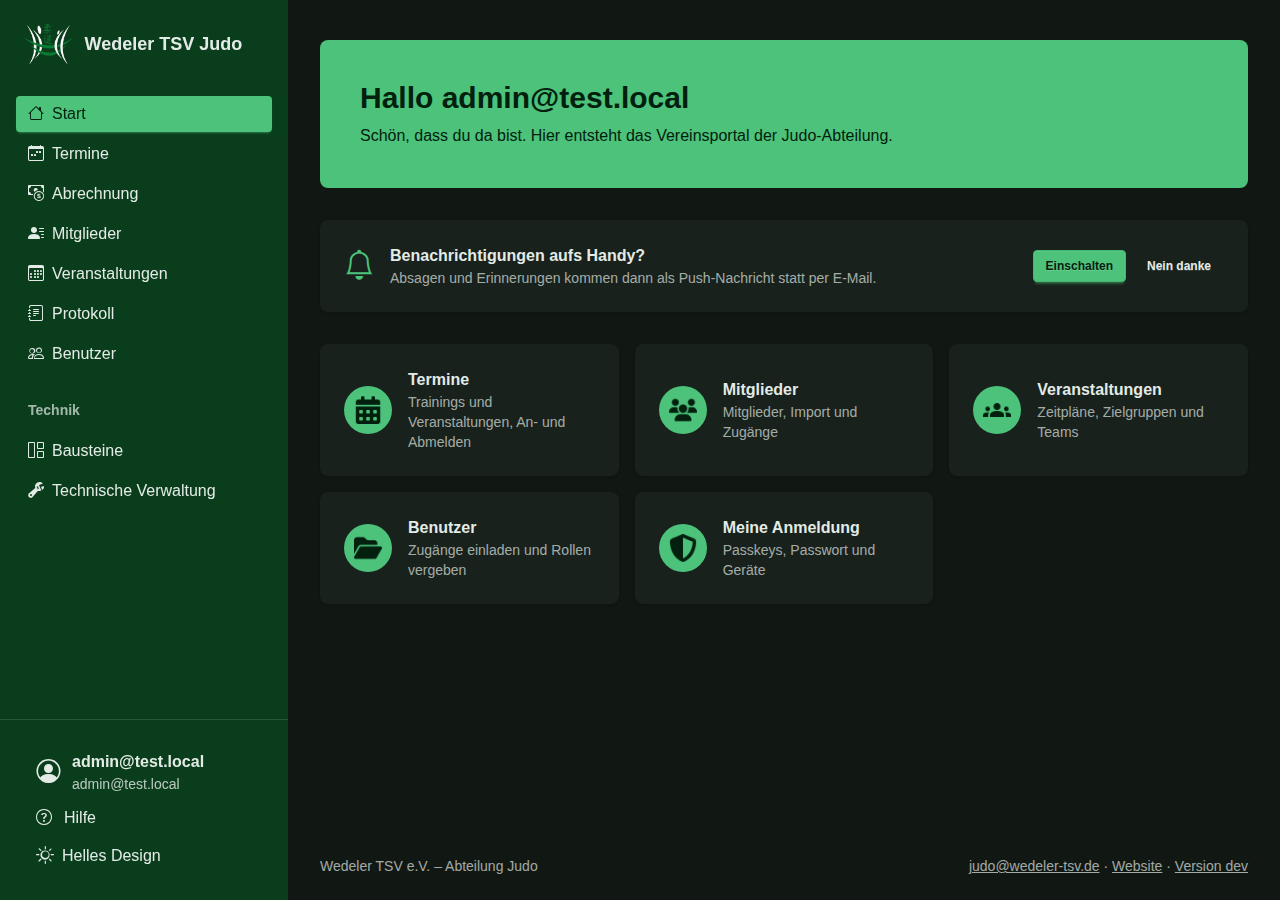 Wedeler TSV Judo
Start
Termine
Abrechnung
Mitglieder
Veranstaltungen
Protokoll
Benutzer
Technik
Bausteine
Technische Verwaltung
admin@test.local
admin@test.local
Hilfe
Helles Design
Hallo admin@test.local
Schön, dass du da bist. Hier entsteht das Vereinsportal der Judo-Abteilung.
Benachrichtigungen aufs Handy?
Absagen und Erinnerungen kommen dann als Push-Nachricht statt per E-Mail.
Einschalten
Nein danke
Termine
Trainings und
Veranstaltungen, An- und
Abmelden
Mitglieder
Mitglieder, Import und
Zugänge
Veranstaltungen
Zeitpläne, Zielgruppen und
Teams
Benutzer
Zugänge einladen und Rollen
vergeben
Meine Anmeldung
Passkeys, Passwort und
Geräte
Wedeler TSV e.V. – Abteilung Judo
judo@wedeler-tsv.de · Website · Version dev